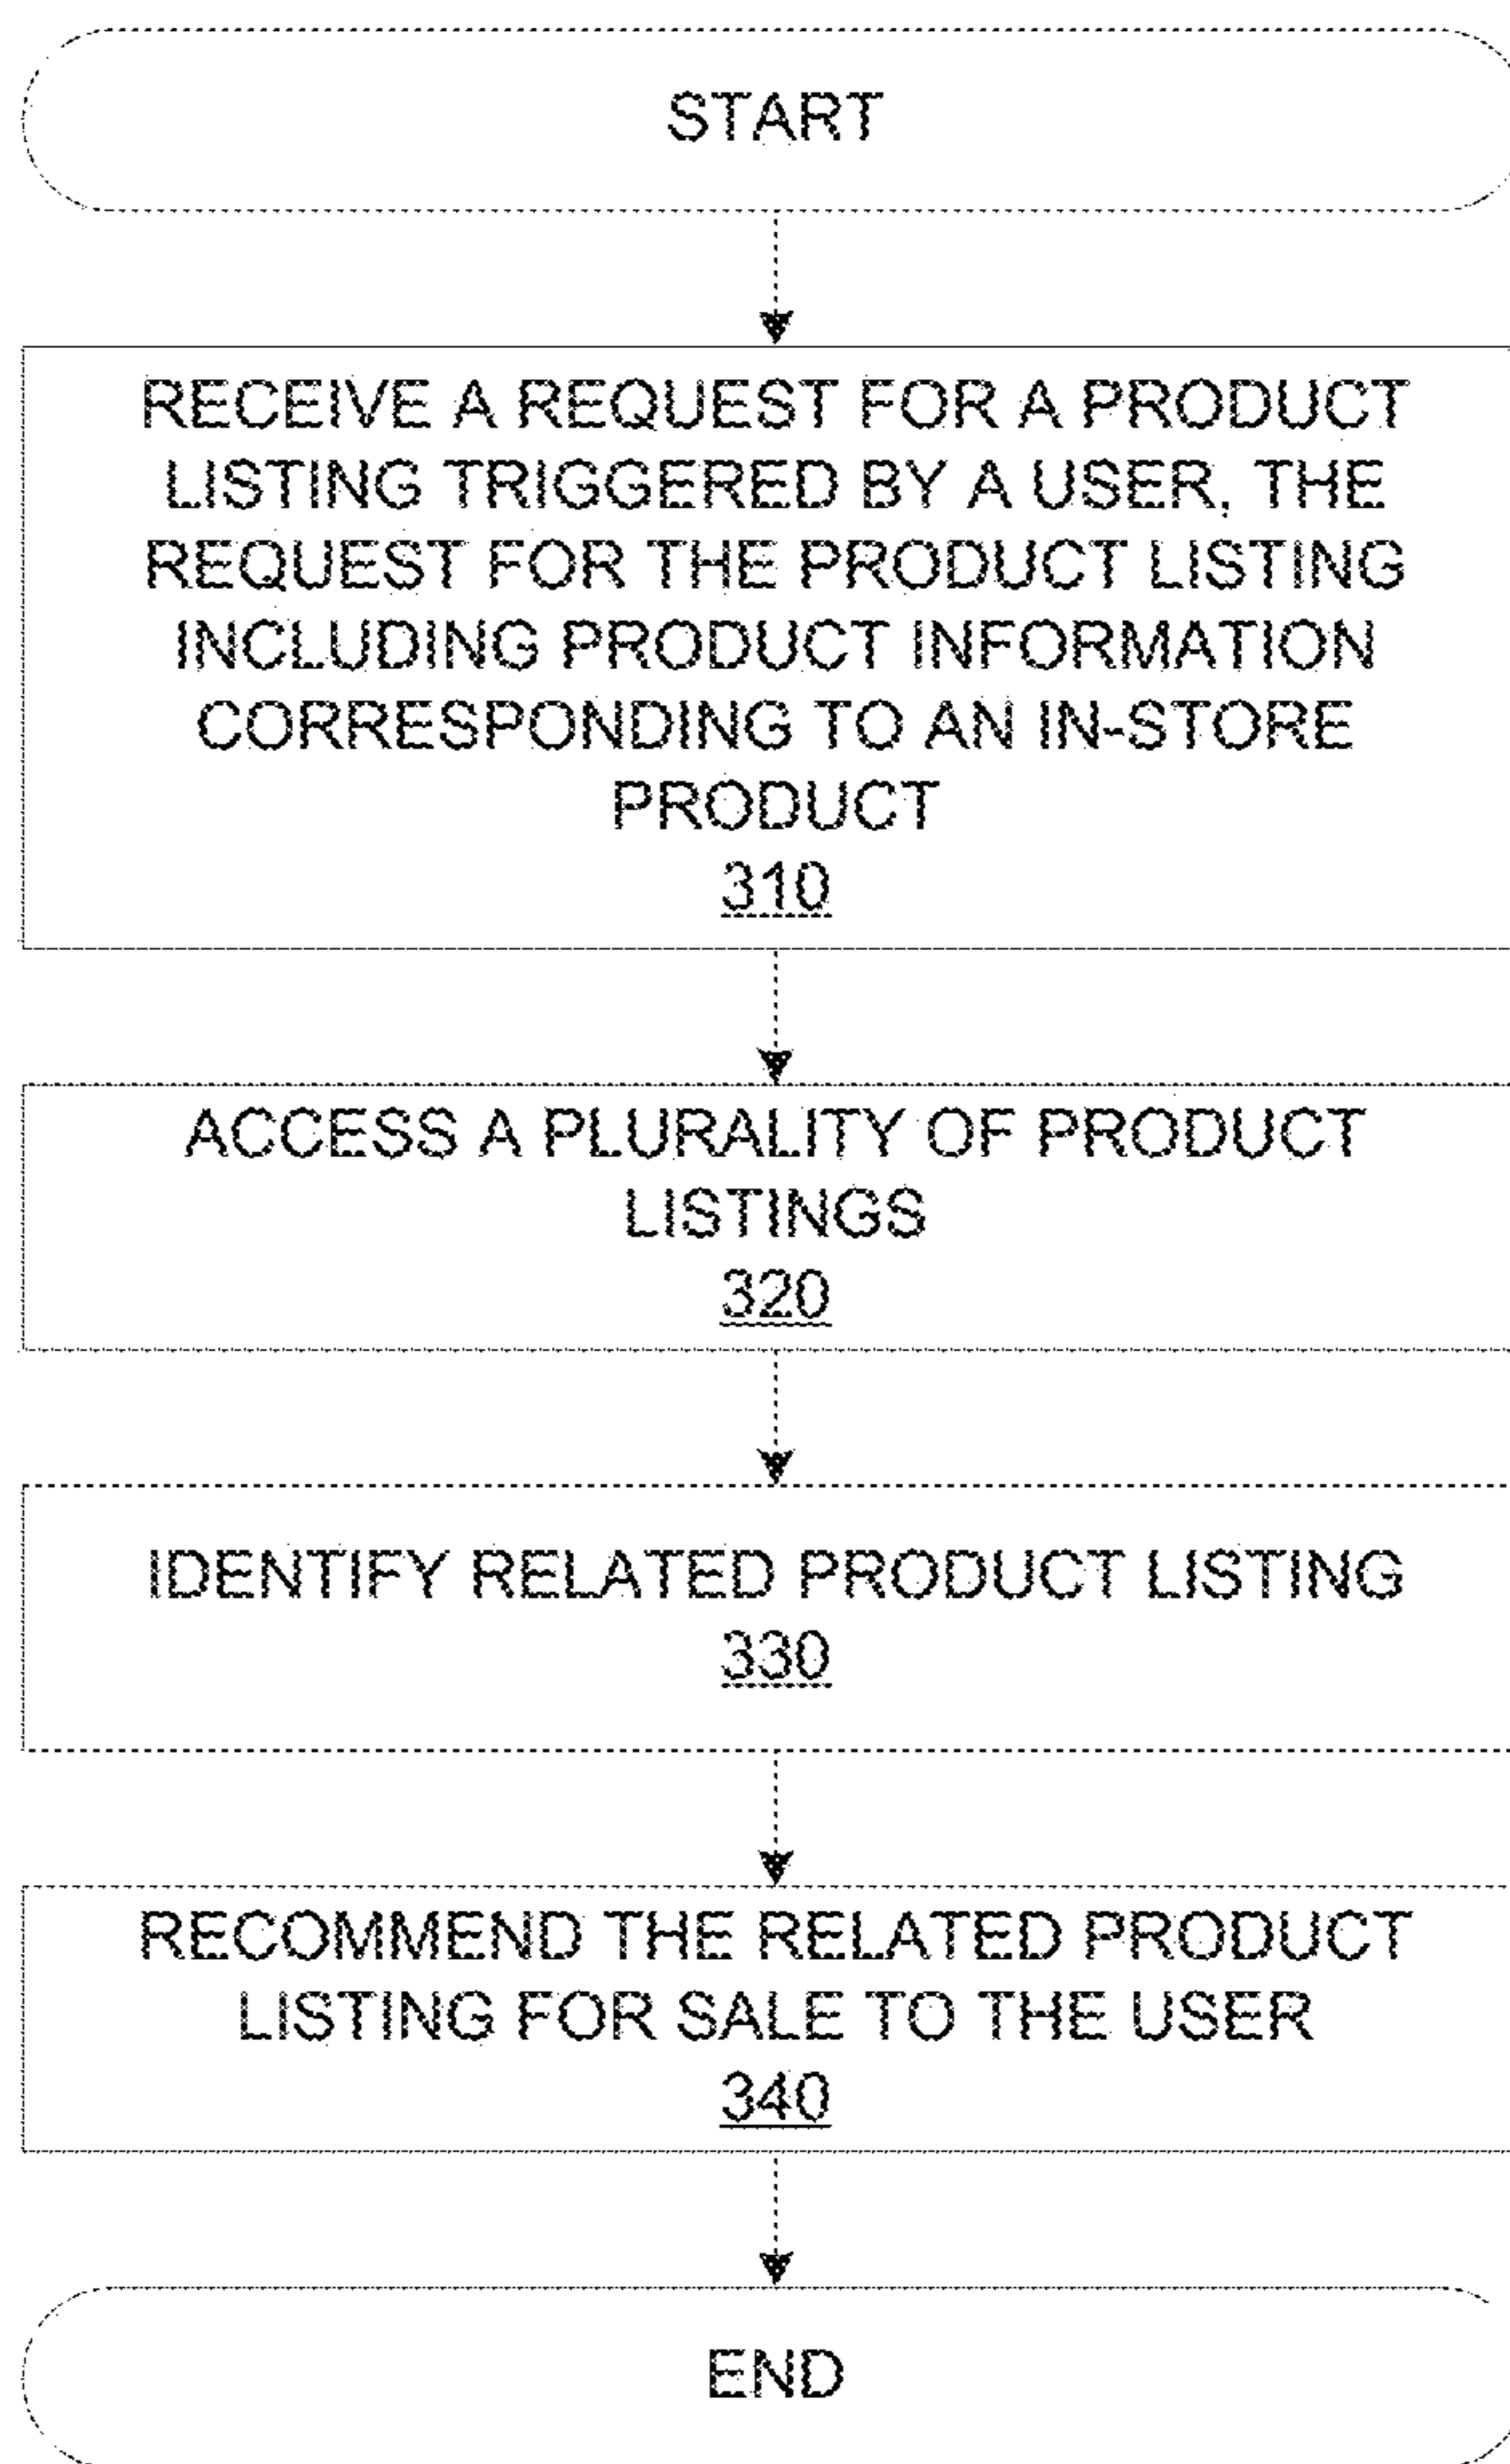 START
RECEIVE A REQUEST FOR A PRODUCT
LISTING TRIGGERED BY A USER, THE
REQUEST FOR THE PRODUCT LISTING
INCLUDING PRODUCT INFORMATION
CORRESPONDING TO AN IN-STORE
PRODUCT
310
ACCESS A PLURALITY OF PRODUCT
LISTINGS
320
IDENTIFY RELATED PRODUCT LISTING
330
RECOMMEND THE RELATED PRODUCT
LISTING FOR SALE TO THE USER
340
END